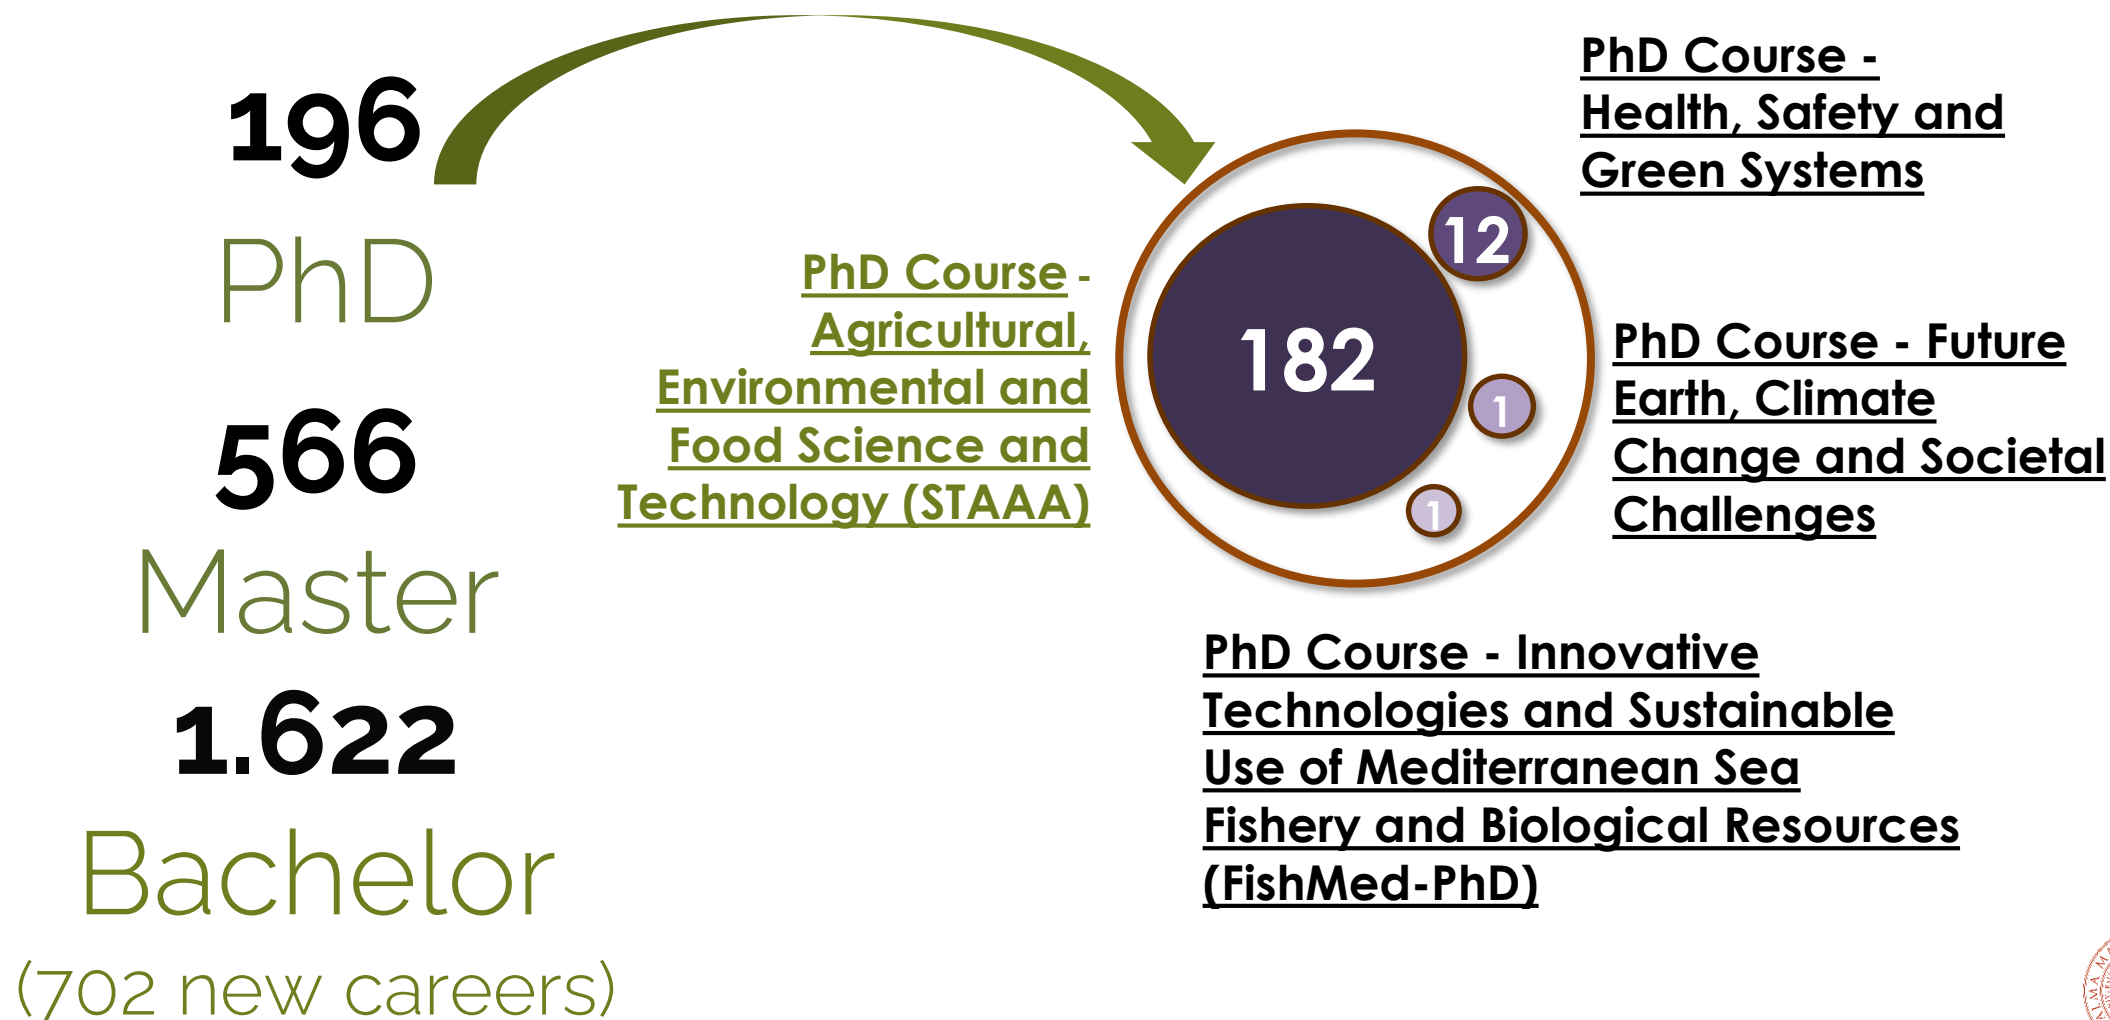 196
PhD
566
Master
1.622
Bachelor
(702 new careers)
PhD Course -
Agricultural,
Environmental and
Food Science and
Technology (STAAA)
182
12
1
1
PhD Course -
Health, Safety and
Green Systems
PhD Course - Future
Earth, Climate
Change and Societal
Challenges
PhD Course - Innovative
Technologies and Sustainable
Use of Mediterranean Sea
Fishery and Biological Resources
(FishMed-PhD)